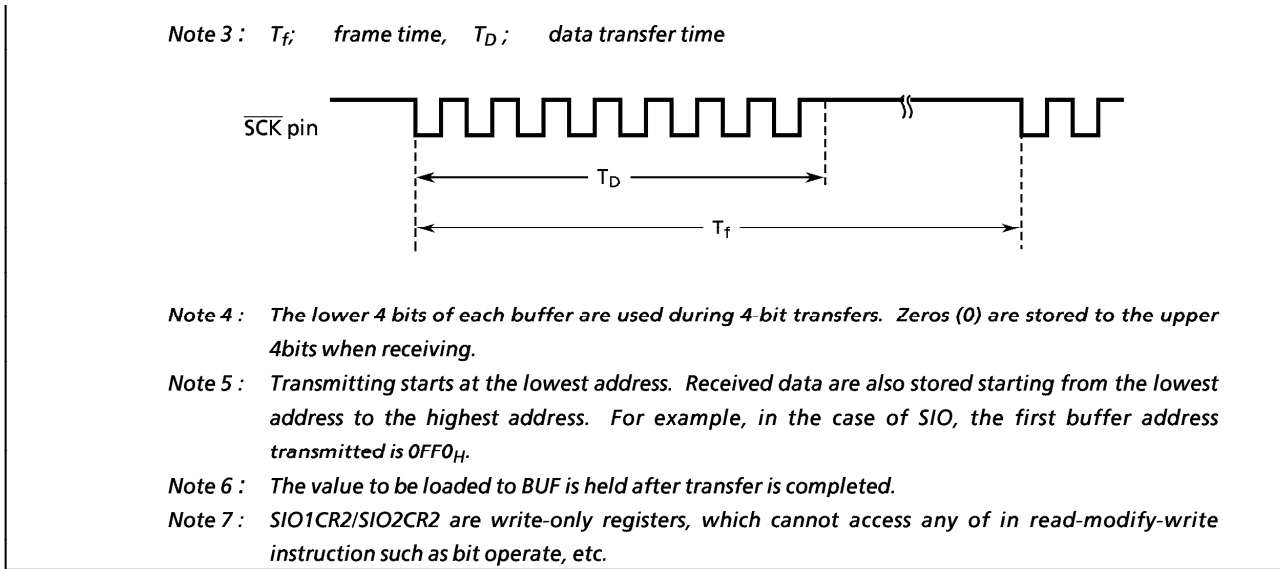 Note 3 : Tf; frame time, TD ; data transfer time
SCK pin
TD
Tf
Note 4 : The lower 4 bits of each buffer are used during 4-bit transfers. Zeros (0) are stored to the upper
4bits when receiving.
Note 5 : Transmitting starts at the lowest address. Received data are also stored starting from the lowest
address to the highest address. For example, in the case of SIO, the first buffer address
transmitted is 0FF0H.
Note 6 : The value to be loaded to BUF is held after transfer is completed.
Note 7 : SIO1CR2/SIO2CR2 are write-only registers, which cannot access any of in read-modify-write
instruction such as bit operate, etc.